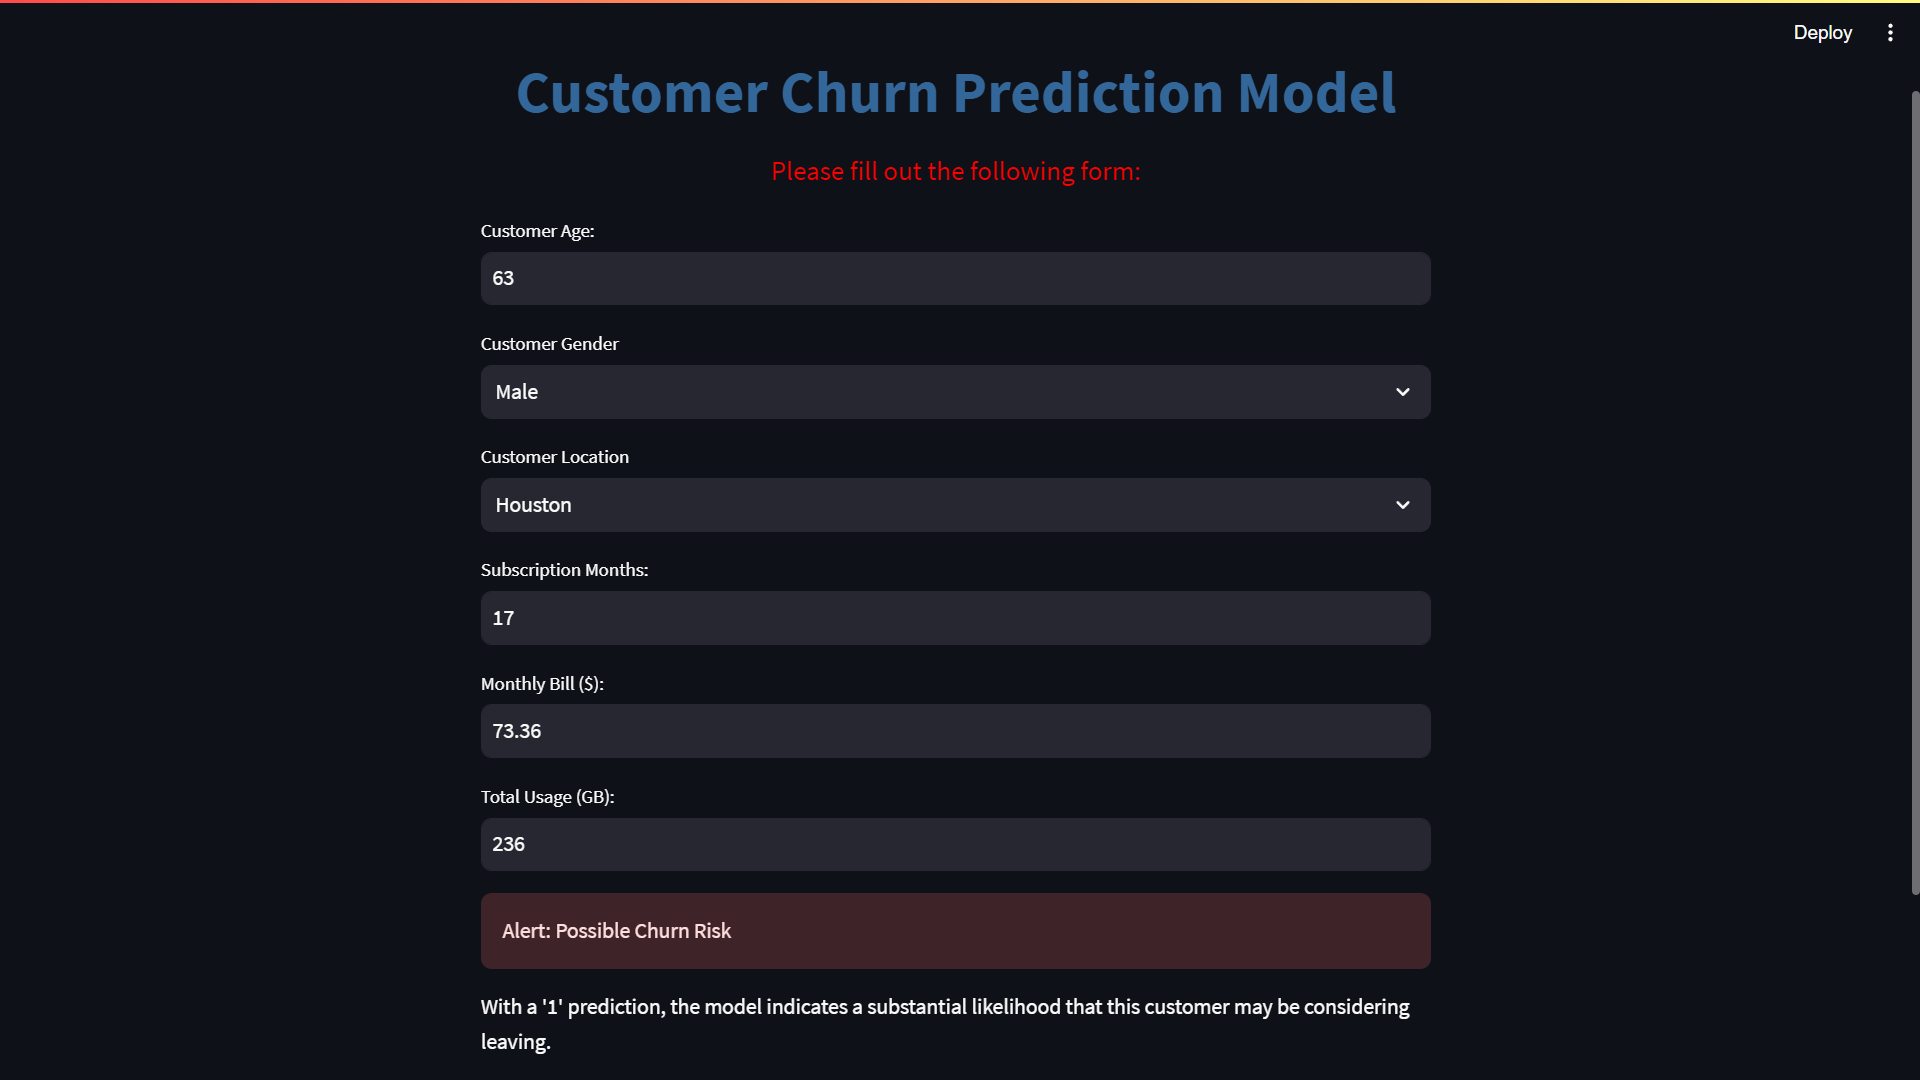 Deploy
Customer Churn Prediction Model
Please fill out the following form:
Customer Age:
63
Customer Gender
Male
Customer Location
Houston
Subscription Months:
17
Monthly Bill ($):
73.36
Total Usage (GB):
236
Alert: Possible Churn Risk
With a '1' prediction, the model indicates a substantial likelihood that this customer may be considering
leaving.